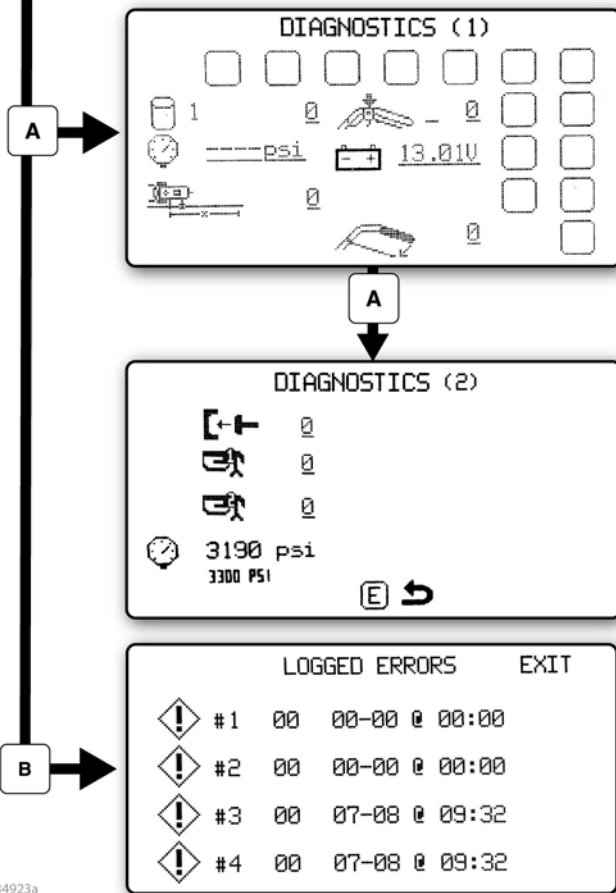 DIAGNOSTICS (1)
A
1 0 _ 0
-----psi - + 13.01V
x 0
0
A
DIAGNOSTICS (2)
0
0
0
3190 psi
3300 PSI
E
LOGGED ERRORS EXIT
! #1 00 00-00 @ 00:00
! #2 00 00-00 @ 00:00
B
! #3 00 07-08 @ 09:32
! #4 00 07-08 @ 09:32
34923a